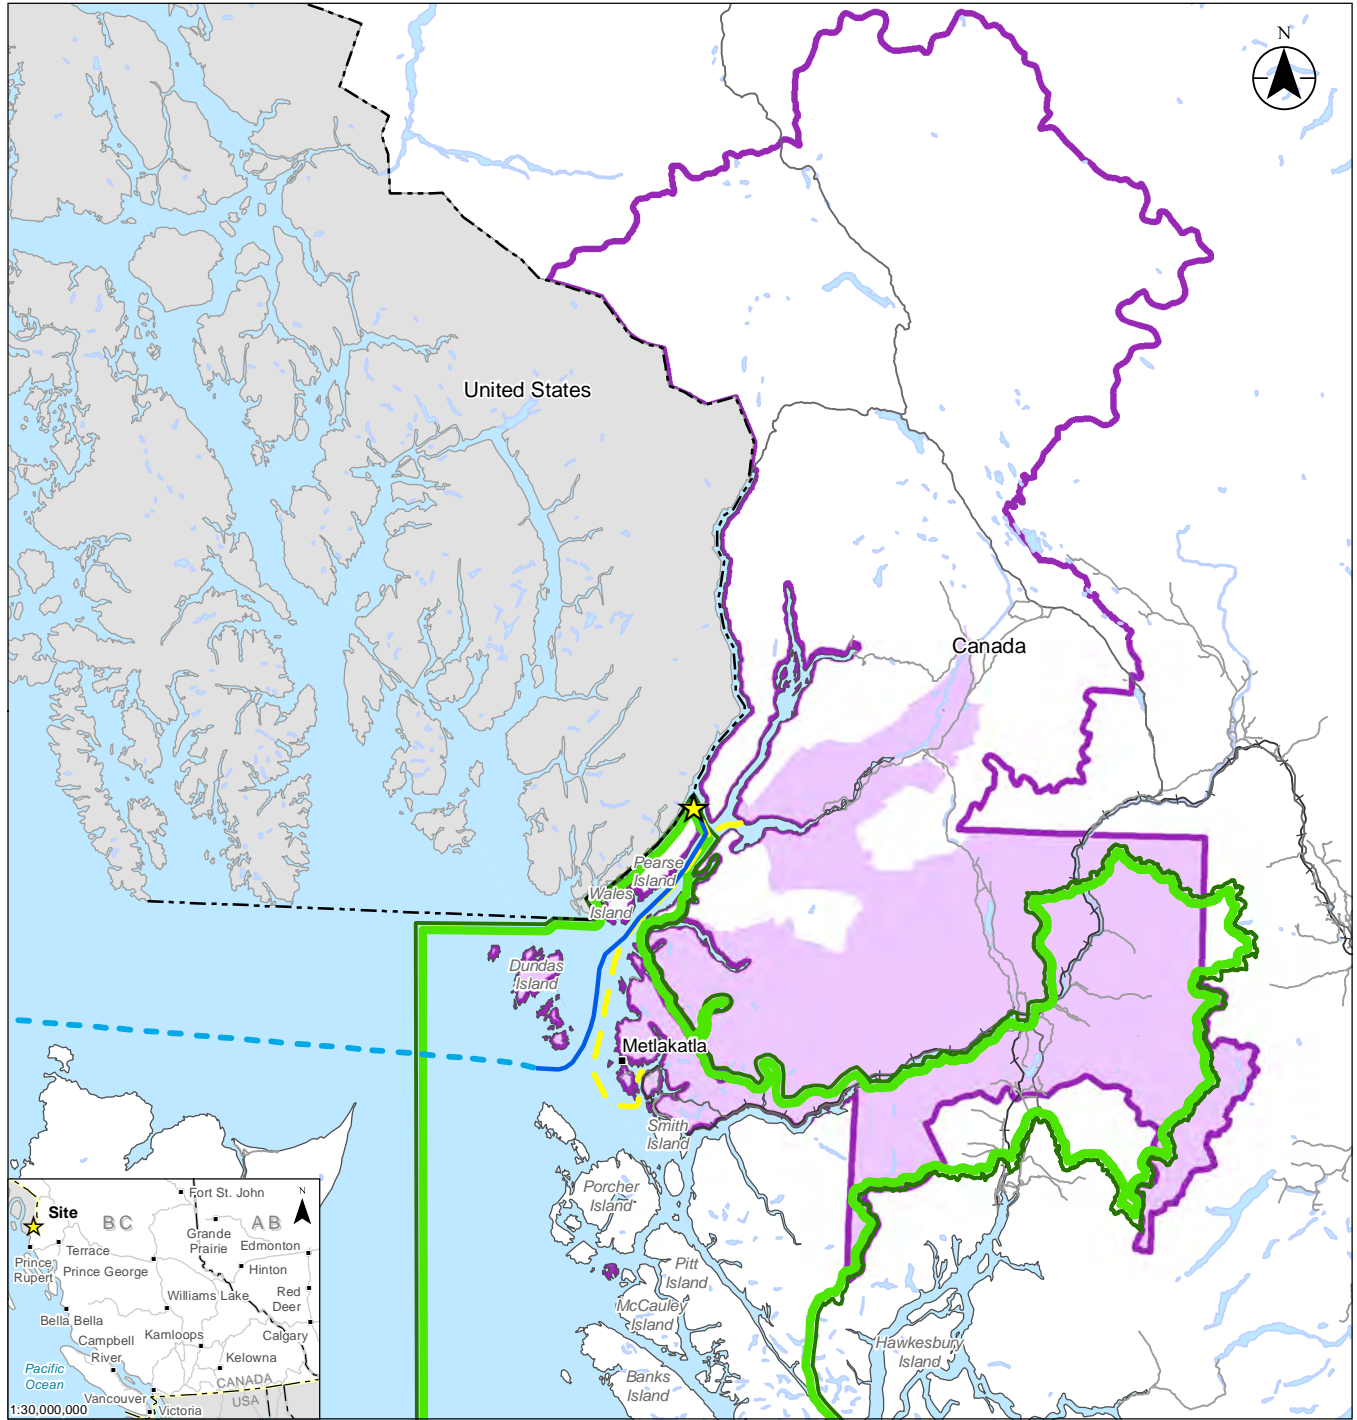 N
United States
Canada
Pearse
Island
Wales
Island
Dundas
Island
Metlakatla
Smith
Island
Porcher
Island
Pitt
Island
McCauley
Island
Banks
Island
Hawkesbury
Island
N
Fort St. John
Site
BC
AB
Grande
Prairie
Edmonton
Terrace
Prince
Rupert
Prince George
Hinton
Williams Lake
Red
Deer
Bella Bella
Campbell
River
Kamloops
Calgary
Kelowna
Pacific
Ocean
CANADA
USA
Vancouver
Victoria
1:30,000,000